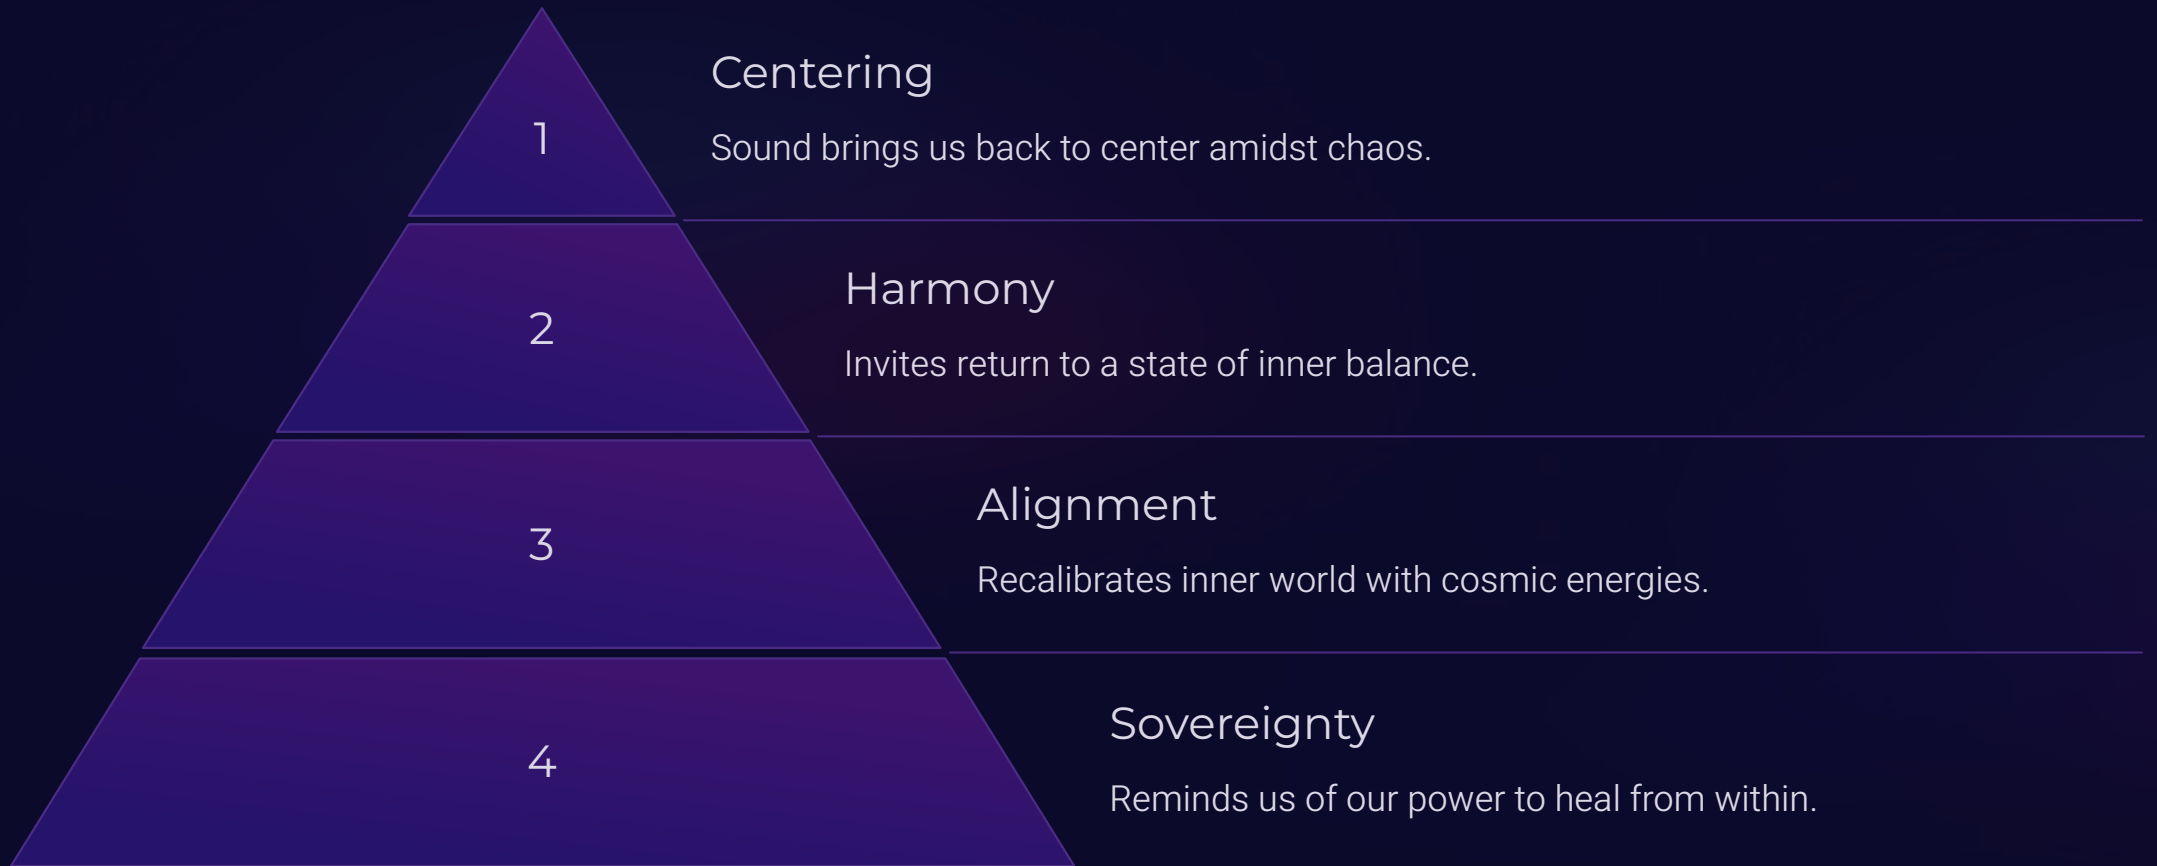 1
Centering
Sound brings us back to center amidst chaos.
2
Harmony
Invites return to a state of inner balance.
3
Alignment
Recalibrates inner world with cosmic energies.
4
Sovereignty
Reminds us of our power to heal from within.